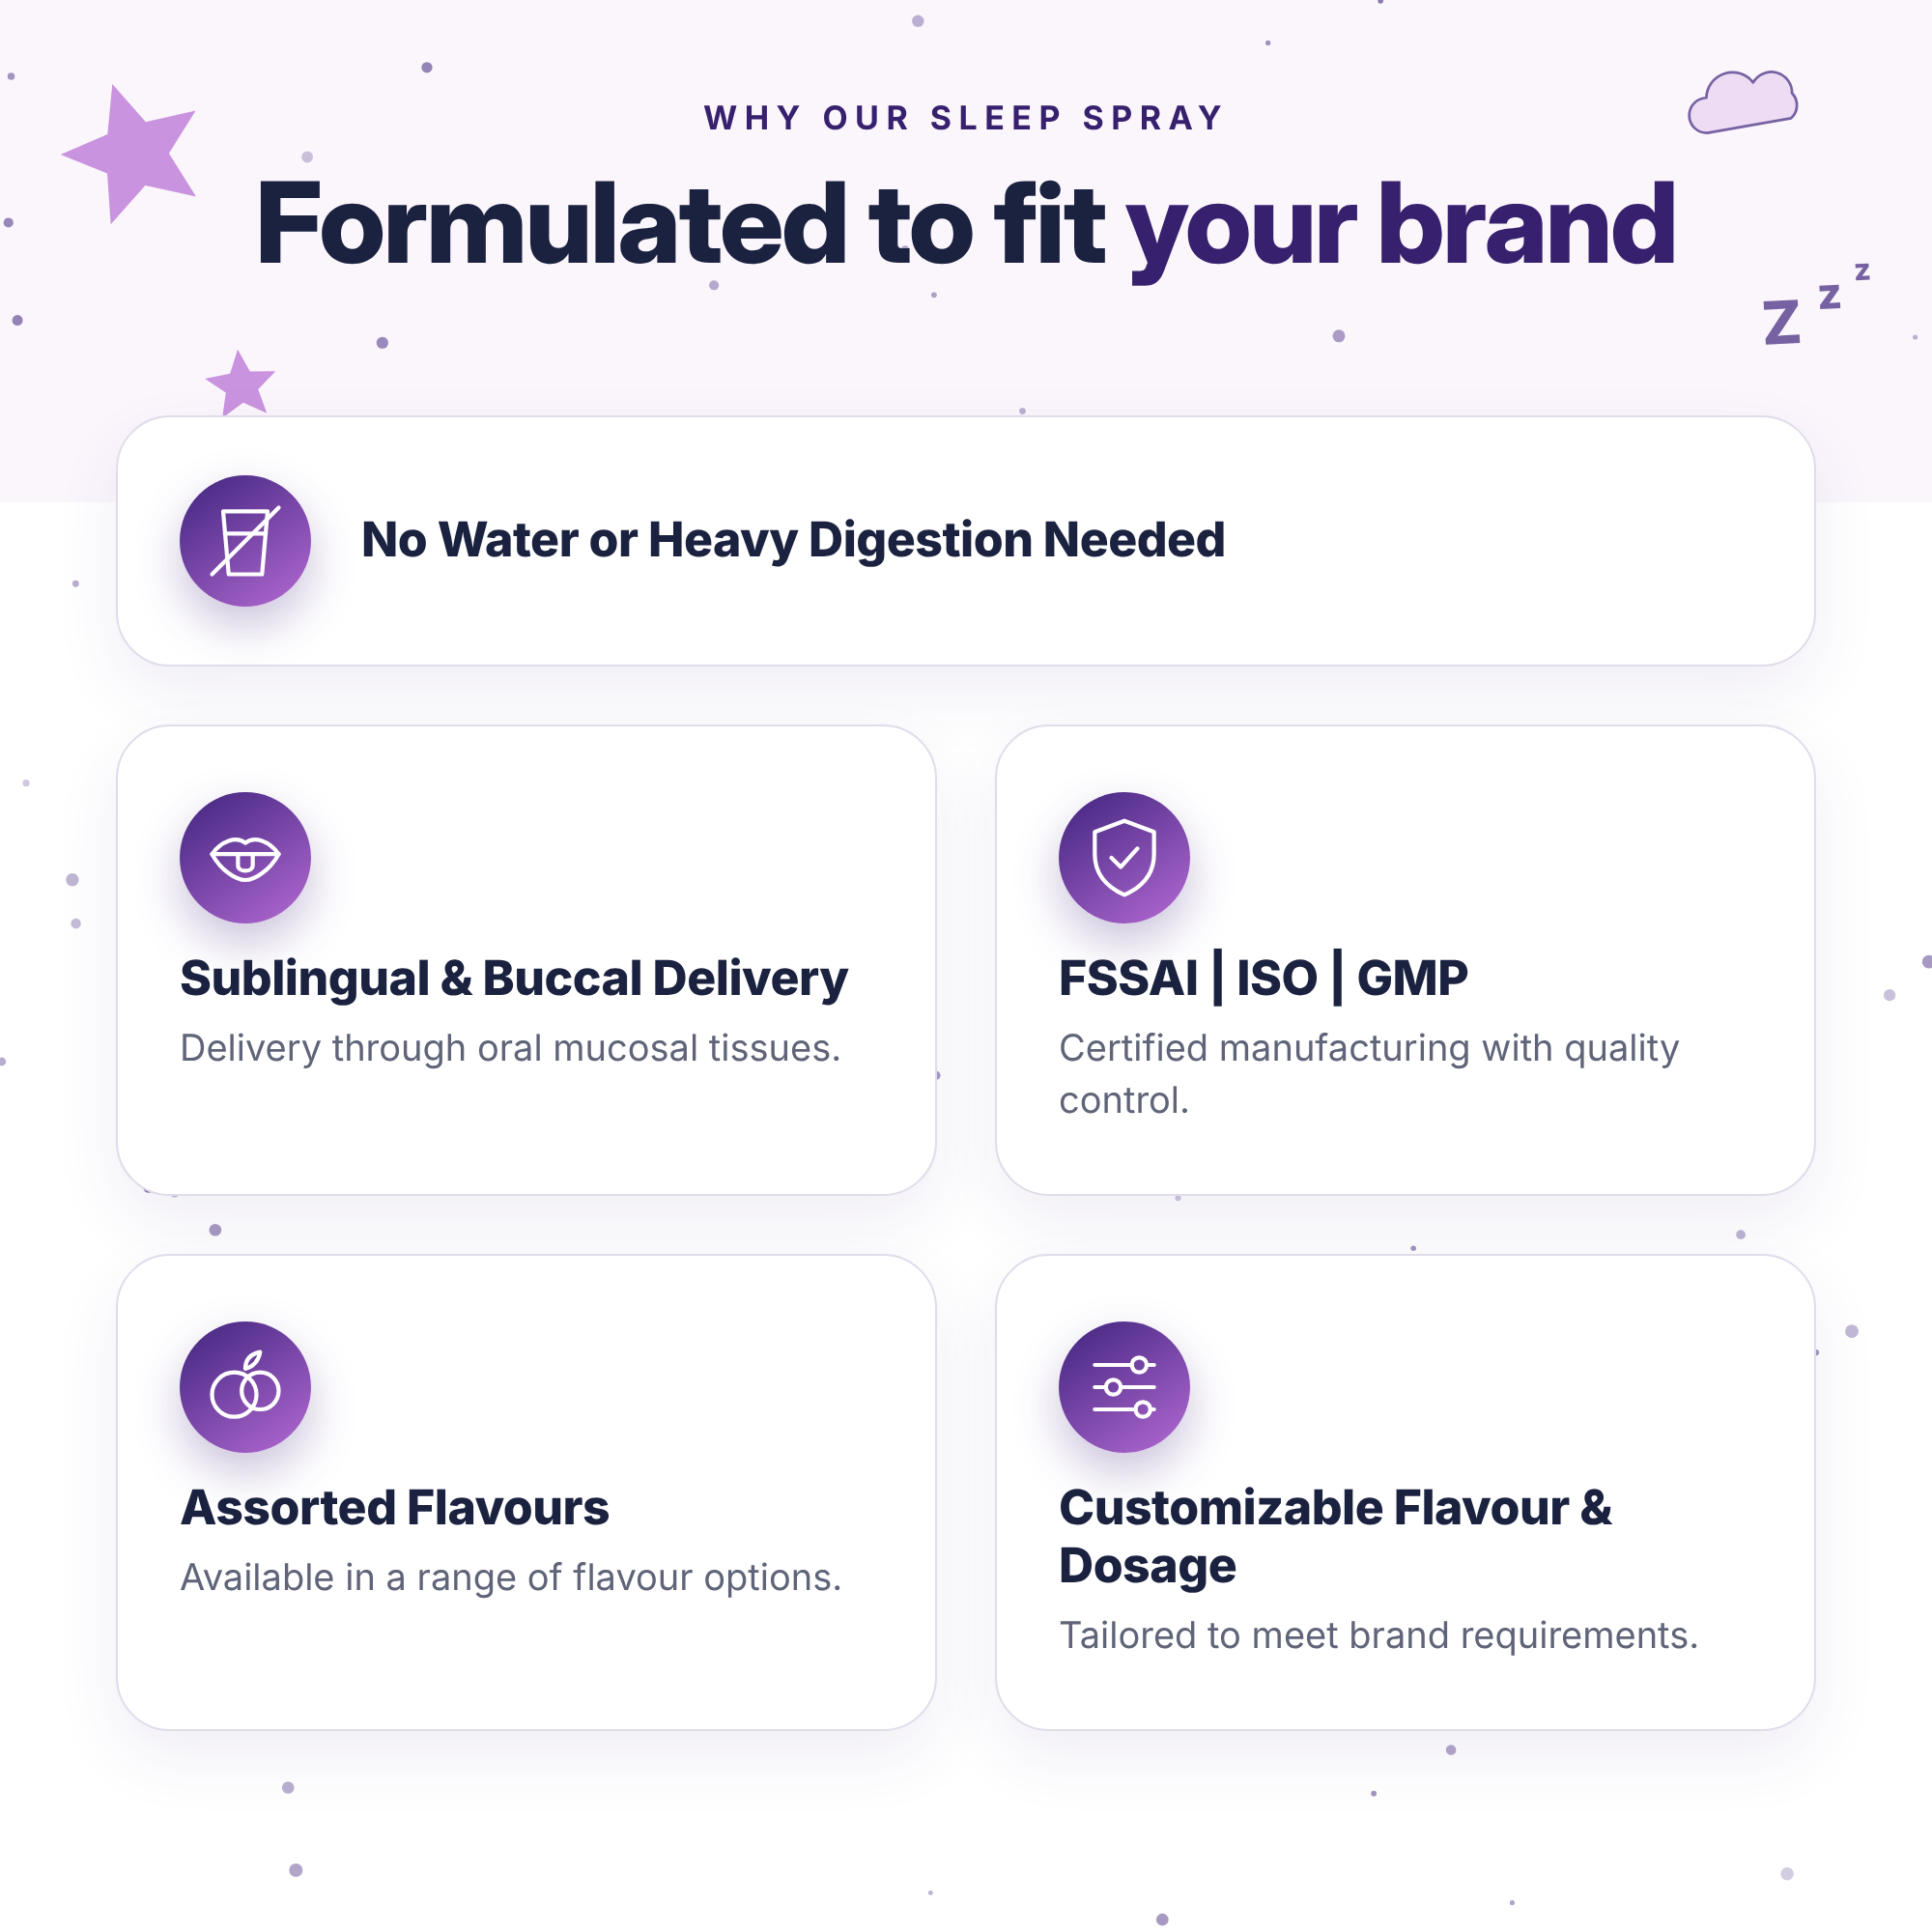 WHY OUR SLEEP SPRAY
Formulated to fit your brand
z
z
Z
No Water or Heavy Digestion Needed
Sublingual & Buccal Delivery
Delivery through oral mucosal tissues.
FSSAI | ISO | GMP
Certified manufacturing with quality
control.
Assorted Flavours
Available in a range of flavour options.
Customizable Flavour &
Dosage
Tailored to meet brand requirements.